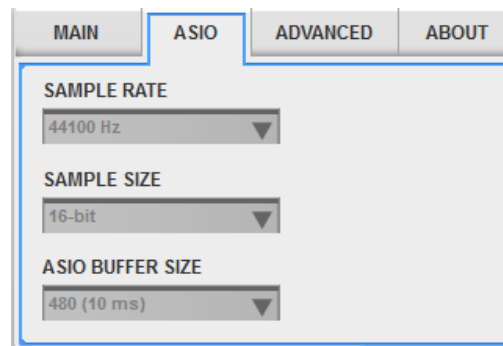 MAIN ASIO ADVANCED ABOUT
SAMPLE RATE
44100 Hz
SAMPLE SIZE
16-bit
ASIO BUFFER SIZE
480 (10 ms)